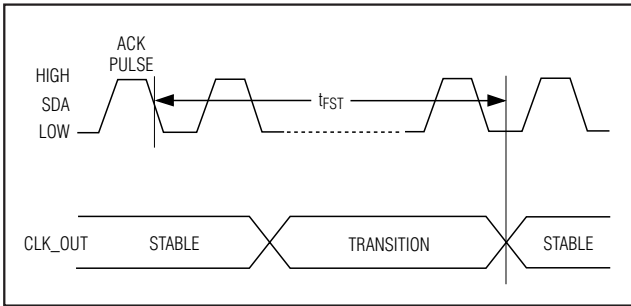 ACK
PULSE
HIGH
SDA
LOW
tFST
CLK_OUT
STABLE
TRANSITION
STABLE